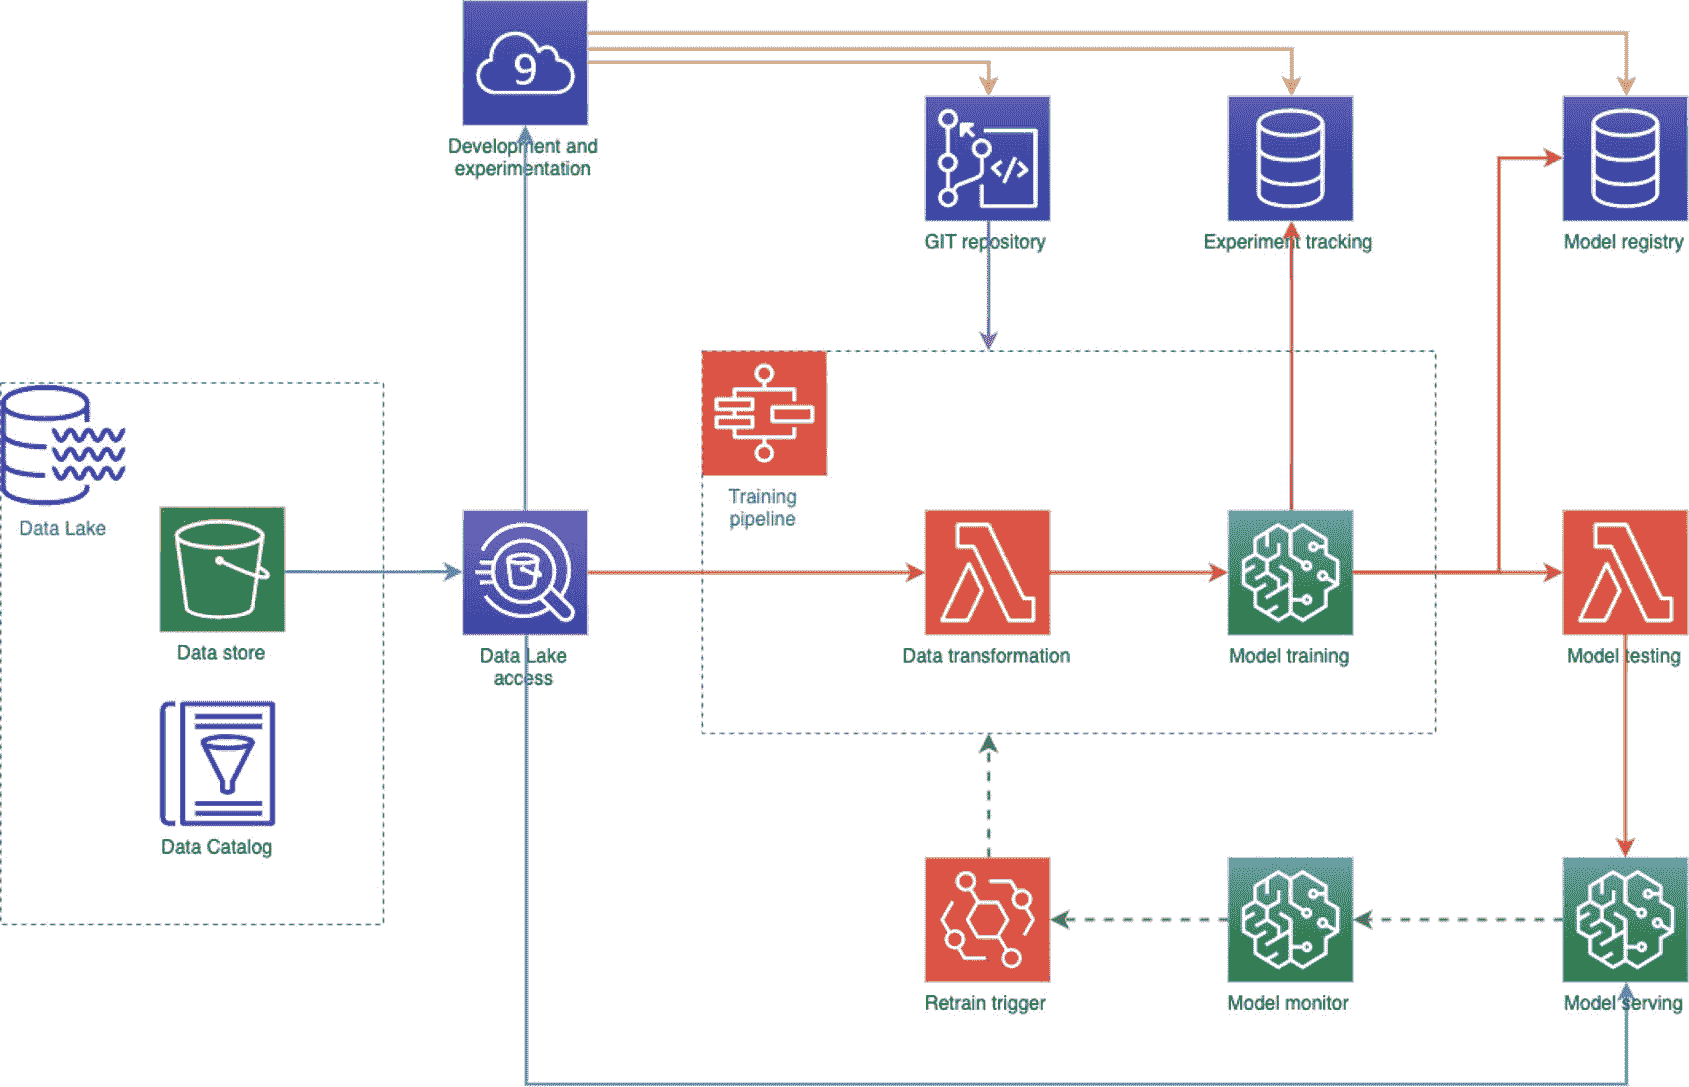 9
Development and
experimentation
</>
GIT repository
Experiment tracking
Model registry
Data Lake
Training
pipeline
Data store
Data Lake
access
Data transformation
Model training
Model testing
Data Catalog
Retrain trigger
Model monitor
Model serving